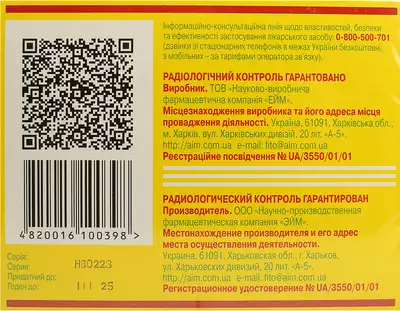 Інформаційно-консультативна лінія щодо властивостей, безпеки
та ефективності застосування лікарського засобу: 0-800-500-701
(дзвінки зі стаціонарних телефонів в межах України безкоштовні,
з мобільних – за тарифами оператора зв'язку).
РАДІОЛОГІЧНИЙ КОНТРОЛЬ ГАРАНТОВАНО
Виробник. ТОВ «Науково-виробнича
фармацевтична компанія «ЕЙМ».
Місцезнаходження виробника та його адреса місця
провадження діяльності. Україна, 61091, Харківська обл.,
м. Харків, вул. Харківських дивізій, 20 літ. «А-5».
http://aim.com.ua e-mail: fito@aim.com.ua
Реєстраційне посвідчення № UA/3550/01/01
РАДИОЛОГИЧЕСКИЙ КОНТРОЛЬ ГАРАНТИРОВАН
Производитель. ООО «Научно-производственная
фармацевтическая компания «ЭЙМ».
Местонахождение производителя и его адрес
места осуществления деятельности.
Украина, 61091, Харьковская обл., г. Харьков,
ул. Харьковских дивизий, 20 лит. «А-5».
http://aim.com.ua e-mail: fito@aim.com.ua
Регистрационное удостоверение № UA/3550/01/01
4820016100398
Серія:
Серия: H80223
Придатний до:
Годен до: III 25